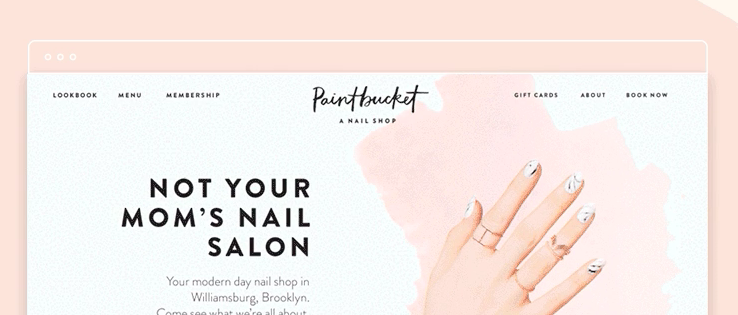 LOOKBOOK MENU MEMBERSHIP Paintbucket GIFT CARDS ABOUT BOOK NOW
A NAIL SHOP
NOT YOUR
MOM'S NAIL
SALON
Your modern day nail shop in
Williamsburg, Brooklyn.
Come see what we're all about.